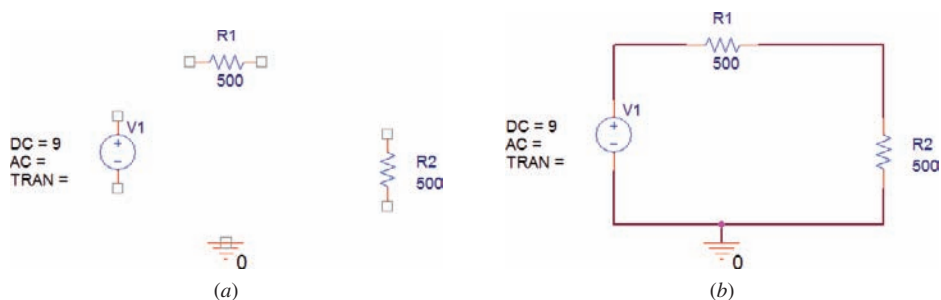 R1
500
V1
+
−
DC = 9
AC =
TRAN =
R2
500
0
(a)
R1
500
V1
+
−
DC = 9
AC =
TRAN =
R2
500
0
(b)